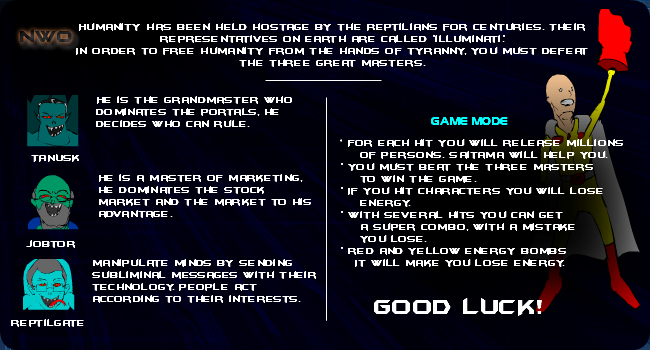 NWO
HUMANITY HAS BEEN HELD HOSTAGE BY THE REPTILIANS FOR CENTURIES. THEIR
REPRESENTATIVES ON EARTH ARE CALLED "ILLUMINATI".
IN ORDER TO FREE HUMANITY FROM THE HANDS OF TYRANNY, YOU MUST DEFEAT
THE THREE GREAT MASTERS.
HE IS THE GRANDMASTER WHO
DOMINATES THE PORTALS, HE
DECIDES WHO CAN RULE.
TANUSK
HE IS A MASTER OF MARKETING,
HE DOMINATES THE STOCK
MARKET AND THE MARKET TO HIS
ADVANTAGE.
JOBTOR
MANIPULATE MINDS BY SENDING
SUBLIMINAL MESSAGES WITH THEIR
TECHNOLOGY. PEOPLE ACT
ACCORDING TO THEIR INTERESTS.
REPTILGATE
GAME MODE
* FOR EACH HIT YOU WILL RELEASE MILLIONS
OF PERSONS. SAITAMA WILL HELP YOU.
* YOU MUST BEAT THE THREE MASTERS
TO WIN THE GAME.
* IF YOU HIT CHARACTERS YOU WILL LOSE
ENERGY.
* WITH SEVERAL HITS YOU CAN GET
A SUPER COMBO, WITH A MISTAKE
YOU LOSE.
* RED AND YELLOW ENERGY BOMBS
IT WILL MAKE YOU LOSE ENERGY.
GOOD LUCK!